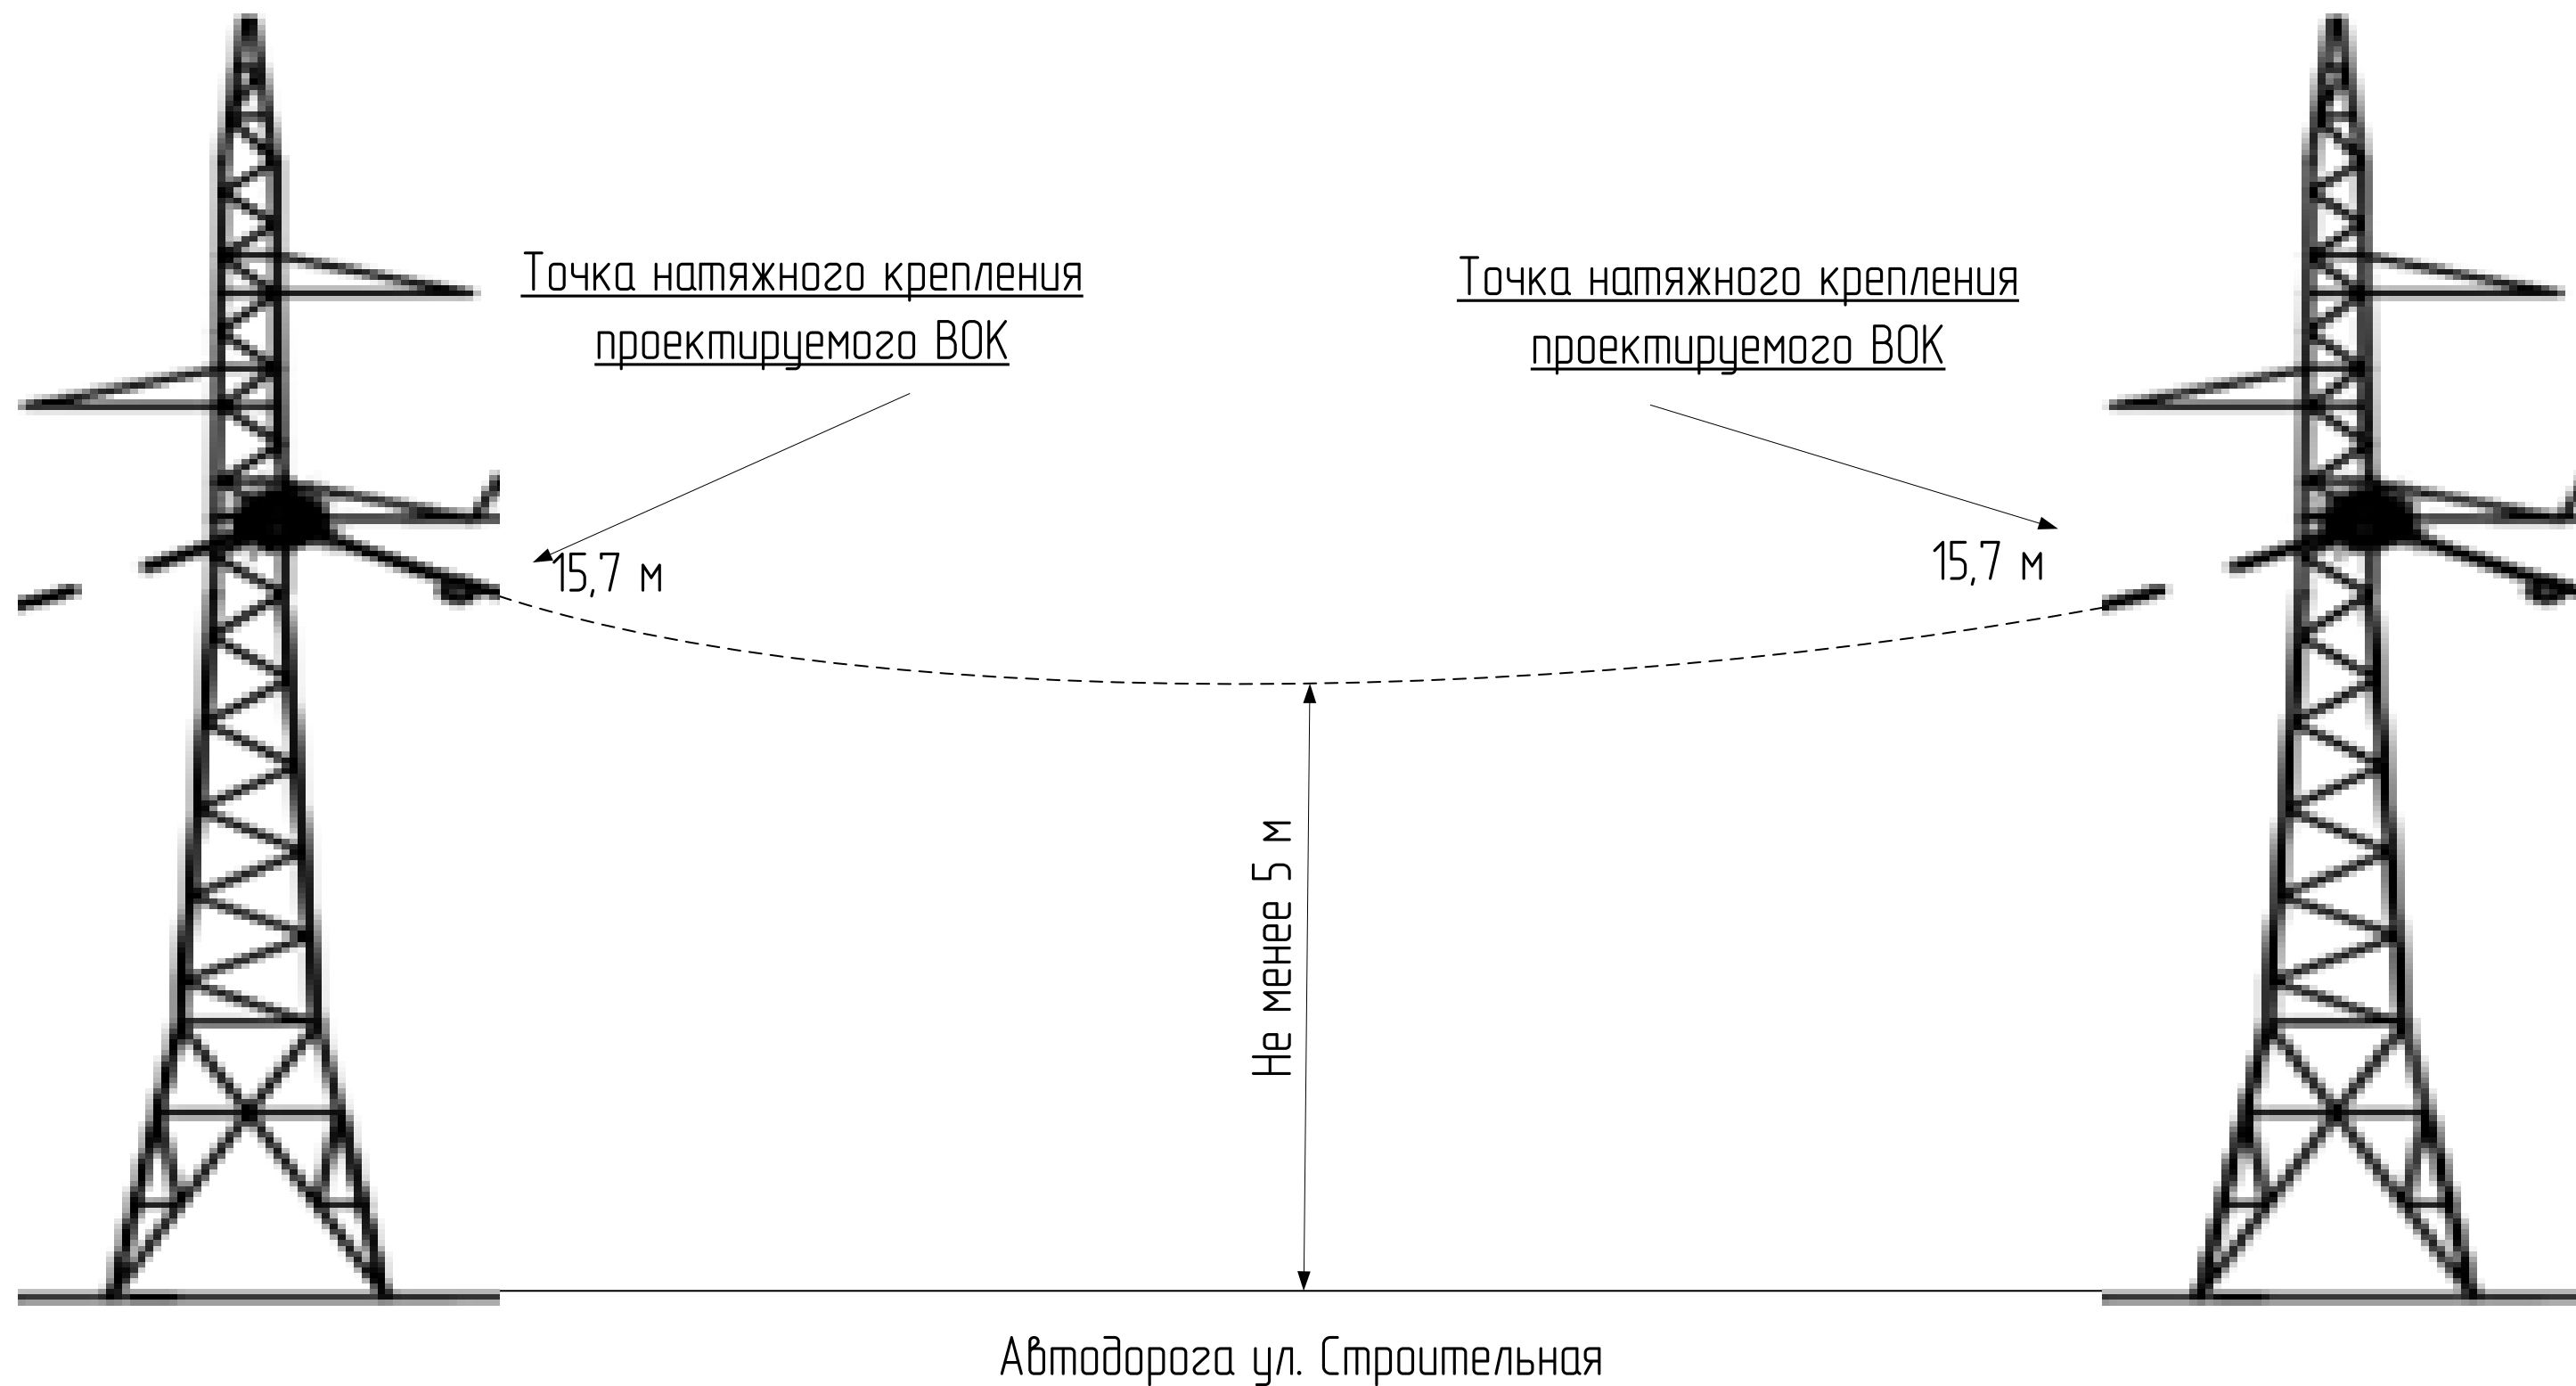 Точка натяжного крепления
проектируемого ВОК
Точка натяжного крепления
проектируемого ВОК
15,7 м
15,7 м
Не менее 5 м
Автодорога ул. Строительная